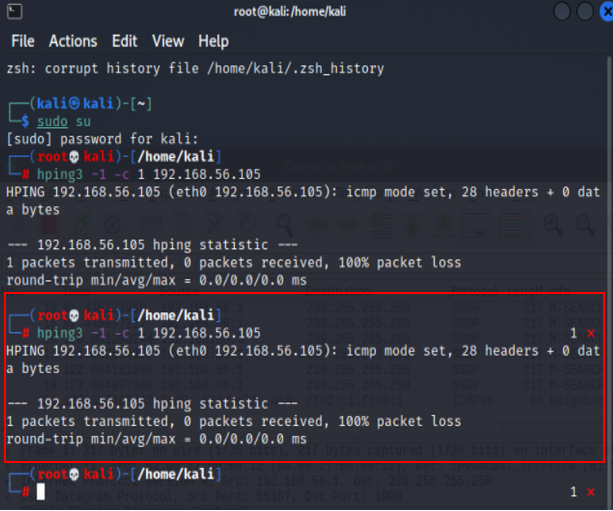 root@kali: /home/kali
File Actions Edit View Help
zsh: corrupt history file /home/kali/.zsh_history
┌──(kali㉿kali)-[~]
└─$ sudo su
[sudo] password for kali:
┌──(root💀kali)-[/home/kali]
└─# hping3 -1 -c 1 192.168.56.105
HPING 192.168.56.105 (eth0 192.168.56.105): icmp mode set, 28 headers + 0 dat
a bytes
--- 192.168.56.105 hping statistic ---
1 packets transmitted, 0 packets received, 100% packet loss
round-trip min/avg/max = 0.0/0.0/0.0 ms
┌──(root💀kali)-[/home/kali]
└─# hping3 -1 -c 1 192.168.56.105 1 ⨯
HPING 192.168.56.105 (eth0 192.168.56.105): icmp mode set, 28 headers + 0 dat
a bytes
--- 192.168.56.105 hping statistic ---
1 packets transmitted, 0 packets received, 100% packet loss
round-trip min/avg/max = 0.0/0.0/0.0 ms
┌──(root💀kali)-[/home/kali]
└─# 1 ⨯